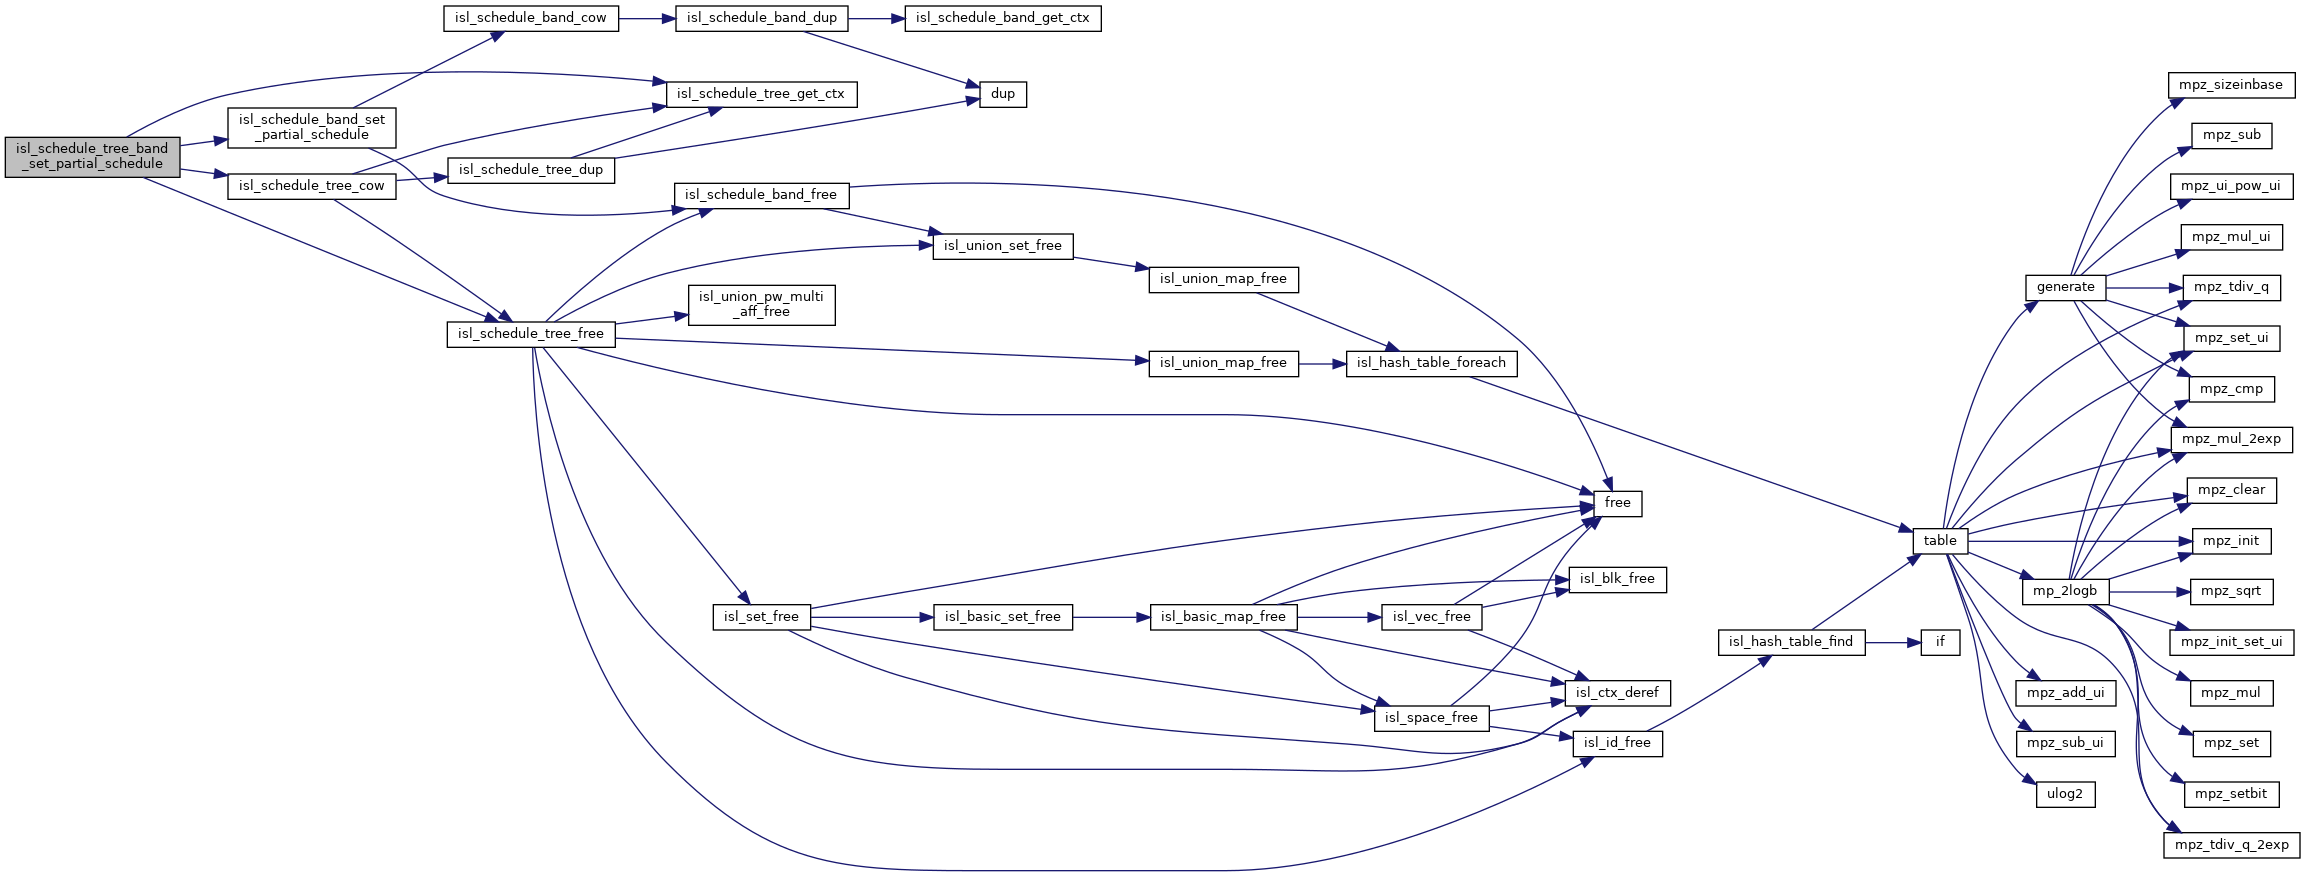 isl_schedule_tree_band
_set_partial_schedule
isl_schedule_band_set
_partial_schedule
isl_schedule_tree_cow
isl_schedule_band_cow
isl_schedule_tree_dup
isl_schedule_tree_free
isl_schedule_band_dup
isl_schedule_tree_get_ctx
isl_schedule_band_free
isl_union_pw_multi
_aff_free
isl_set_free
isl_schedule_band_get_ctx
dup
isl_union_set_free
isl_basic_set_free
isl_union_map_free
isl_union_map_free
isl_basic_map_free
isl_hash_table_foreach
isl_vec_free
isl_space_free
free
isl_blk_free
isl_ctx_deref
isl_id_free
isl_hash_table_find
table
if
generate
mp_2logb
mpz_add_ui
mpz_sub_ui
ulog2
mpz_sizeinbase
mpz_sub
mpz_ui_pow_ui
mpz_mul_ui
mpz_tdiv_q
mpz_set_ui
mpz_cmp
mpz_mul_2exp
mpz_clear
mpz_init
mpz_sqrt
mpz_init_set_ui
mpz_mul
mpz_set
mpz_setbit
mpz_tdiv_q_2exp